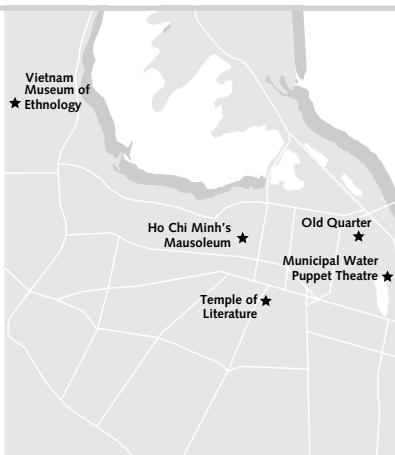 Vietnam
Museum of
Ethnology
Ho Chi Minh's
Mausoleum
Old Quarter
Municipal Water
Puppet Theatre
Temple of
Literature